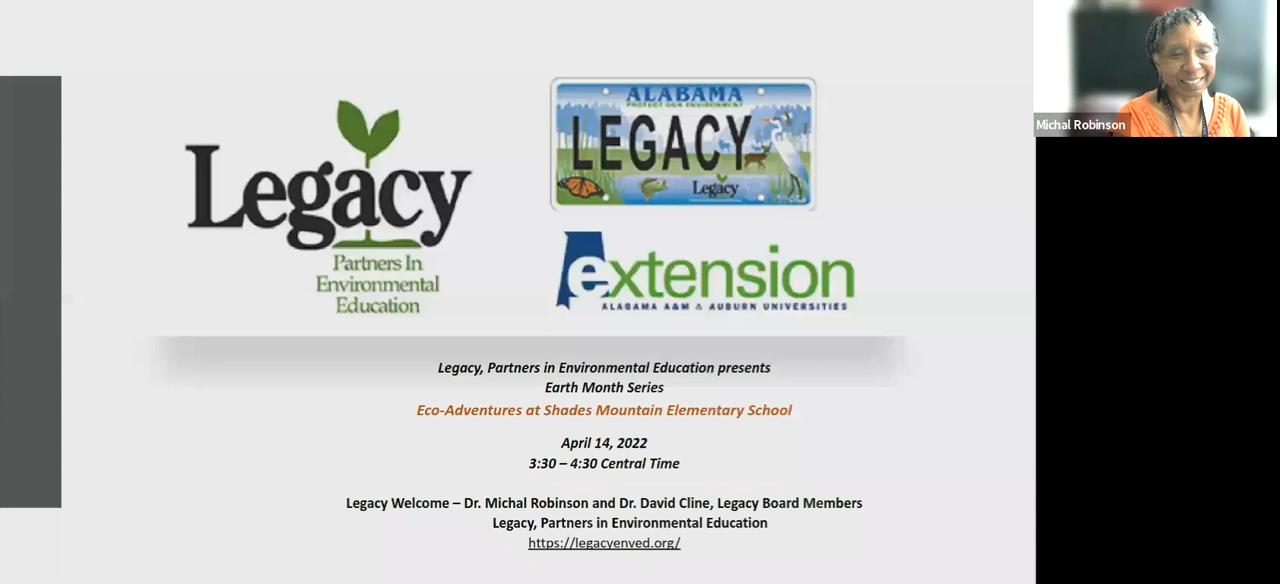 Legacy
Partners In
Environmental
Education
ALABAMA
PROTECT OUR ENVIRONMENT
LEGACY
Legacy
extension
ALABAMA A&M & AUBURN UNIVERSITIES
Legacy, Partners in Environmental Education presents
Earth Month Series
Eco-Adventures at Shades Mountain Elementary School
April 14, 2022
3:30 – 4:30 Central Time
Legacy Welcome – Dr. Michal Robinson and Dr. David Cline, Legacy Board Members
Legacy, Partners in Environmental Education
https://legacyenved.org/
Michal Robinson